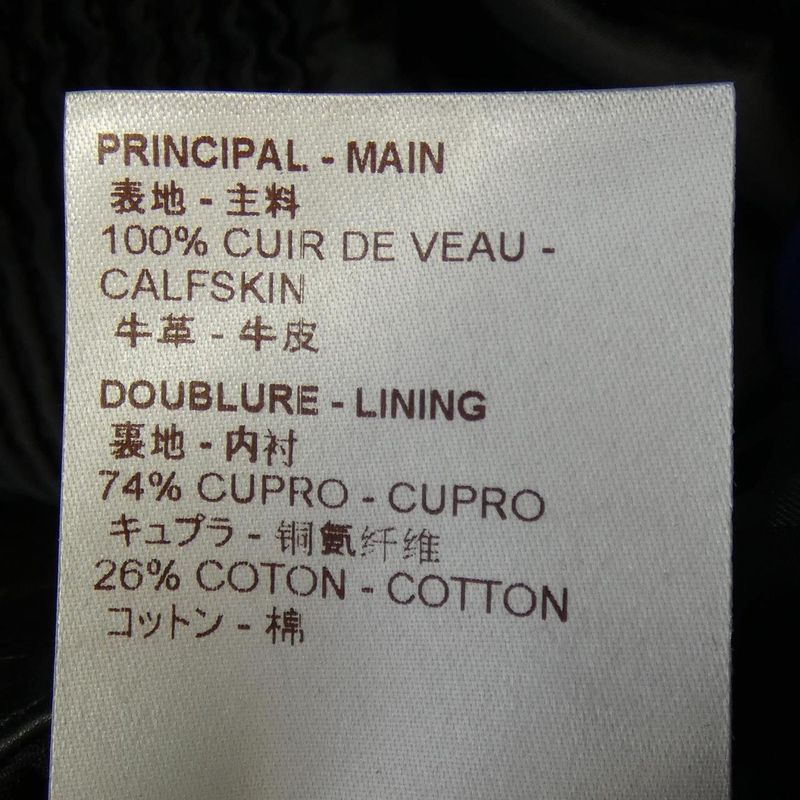 PRINCIPAL - MAIN
表地 - 主料
100% CUIR DE VEAU -
CALFSKIN
牛革 - 牛皮
DOUBLURE - LINING
裏地 - 内衬
74% CUPRO - CUPRO
キュプラ - 铜氨纤维
26% COTON - COTTON
コットン - 棉